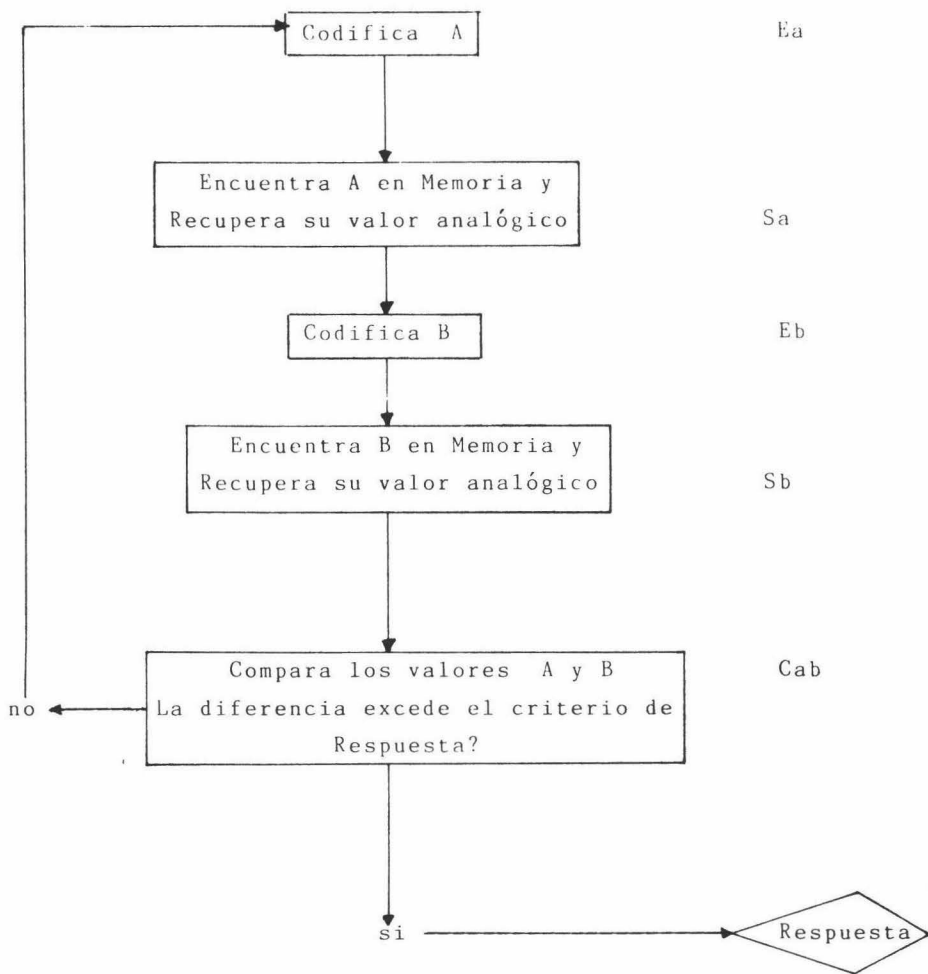 Codifica A
Ea
Encuentra A en Memoria y
Recupera su valor analógico
Sa
Codifica B
Eb
Encuentra B en Memoria y
Recupera su valor analógico
Sb
Compara los valores A y B
Cab
no
La diferencia excede el criterio de
Respuesta?
si
Respuesta